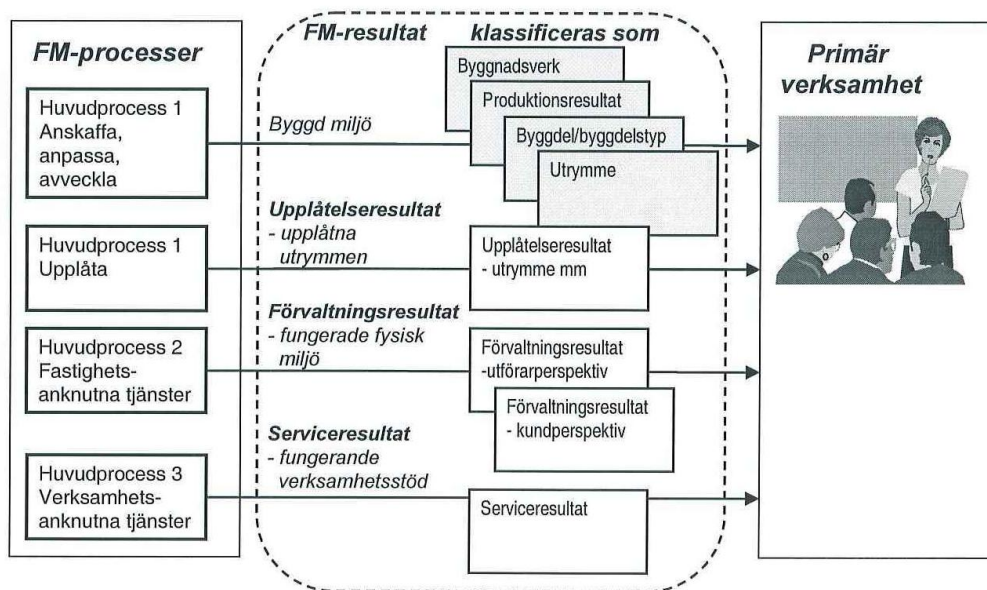 FM-processer
Huvudprocess 1
Anskaffa,
anpassa,
avveckla
Huvudprocess 1
Upplåta
Huvudprocess 2
Fastighets-
anknutna tjänster
Huvudprocess 3
Verksamhets-
anknutna tjänster
FM-resultat
Byggd miljö
Upplåtelseresultat
- upplåtna
utrymmen
Förvaltningsresultat
- fungerade fysisk
miljö
Serviceresultat
- fungerande
verksamhetsstöd
klassificeras som
Byggnadsverk
Produktionsresultat
Byggdel/byggdelstyp
Utrymme
Upplåtelseresultat
- utrymme mm
Förvaltningsresultat
-utförarperspektiv
Förvaltningsresultat
- kundperspektiv
Serviceresultat
Primär
verksamhet